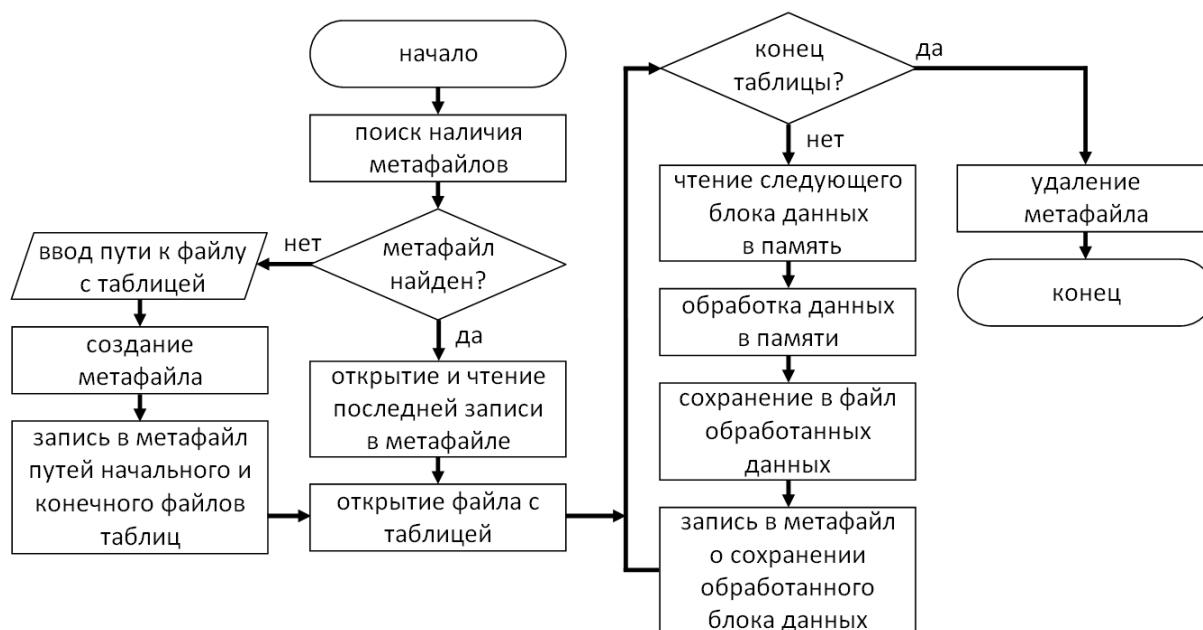 начало
поиск наличия
метафайлов
метафайл
найден?
нет
ввод пути к файлу
с таблицей
создание
метафайла
запись в метафайл
путей начального и
конечного файлов
таблиц
да
открытие и чтение
последней записи
в метафайле
открытие файла с
таблицей
конец
таблицы?
нет
чтение следующего
блока данных
в память
обработка данных
в памяти
сохранение в файл
обработанных
данных
запись в метафайл
о сохранении
обработанного
блока данных
да
удаление
метафайла
конец